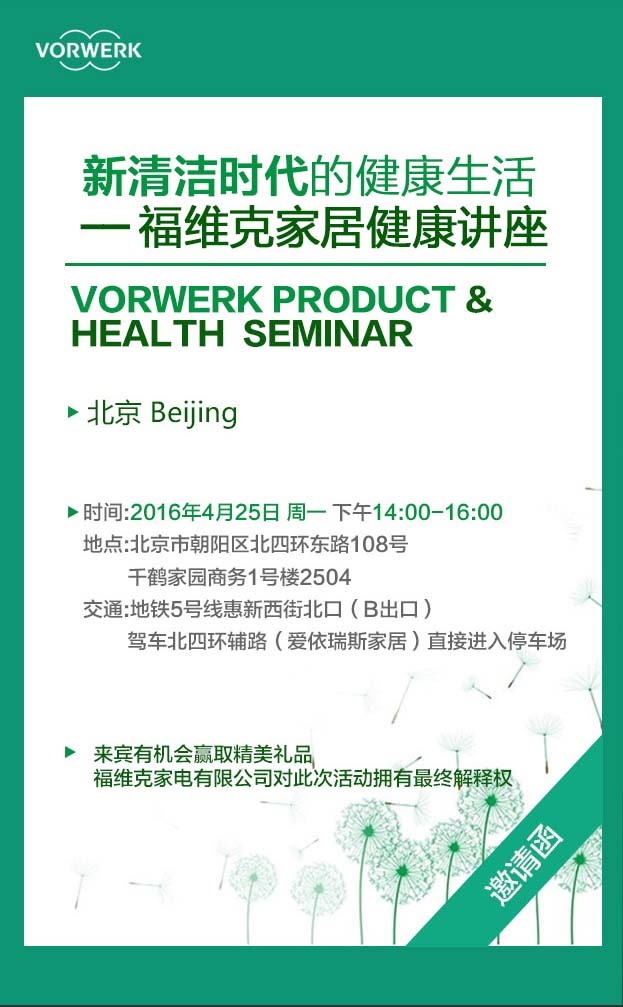 VORWERK
新清洁时代的健康生活
一一福维克家居健康讲座
VORWERK PRODUCT &
HEALTH SEMINAR
北京 Beijing
时间:2016年4月25日 周一 下午14:00-16:00
地点:北京市朝阳区北四环东路108号
千鹤家园商务1号楼2504
交通:地铁5号线惠新西街北口（B出口）
驾车北四环辅路（爱依瑞斯家居）直接进入停车场
来宾有机会赢取精美礼品
福维克家电有限公司对此次活动拥有最终解释权
邀请函